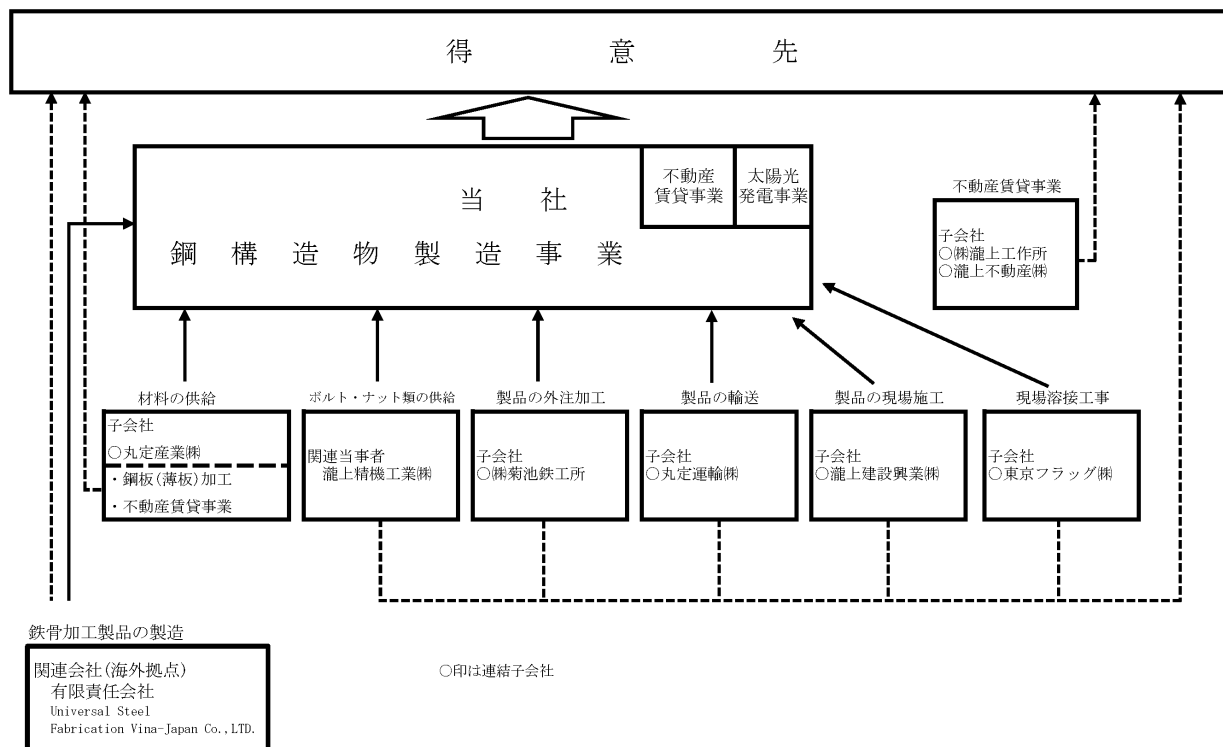 得意先
当社
鋼構造物製造事業
不動産
賃貸事業
太陽光
発電事業
不動産賃貸事業
子会社
○㈱瀧上工作所
○瀧上不動産㈱
材料の供給
子会社
○丸定産業㈱
・鋼板(薄板)加工
・不動産賃貸事業
ボルト・ナット類の供給
関連当事者
瀧上精機工業㈱
製品の外注加工
子会社
○㈱菊池鉄工所
製品の輸送
子会社
○丸定運輸㈱
製品の現場施工
子会社
○瀧上建設興業㈱
現場溶接工事
子会社
○東京フラッグ㈱
鉄骨加工製品の製造
関連会社(海外拠点)
有限責任会社
Universal Steel
Fabrication Vina-Japan Co.,LTD.
○印は連結子会社